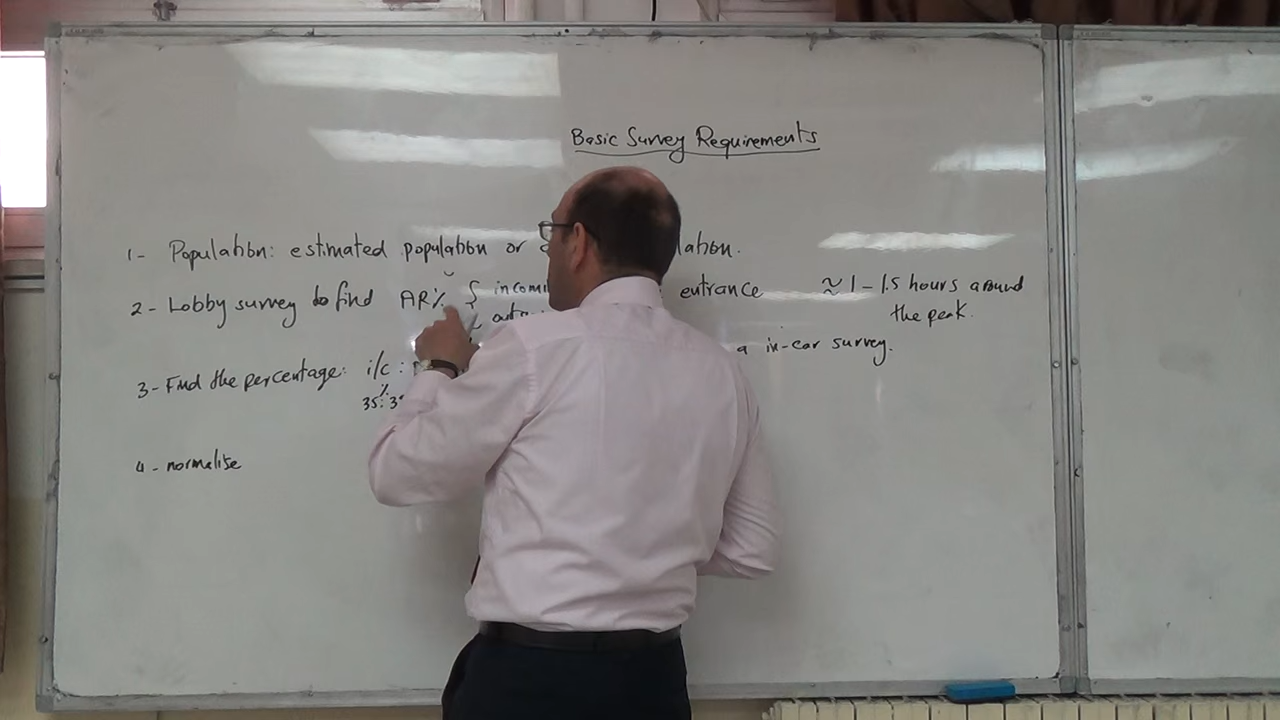 Basic Survey Requirements
1- Population: estimated population or
2- Lobby survey to find AR% { entrance ≈ 1-1.5 hours around
the peak.
3- Find the percentage: i/c : a in-car survey.
%
35:
4- normalise